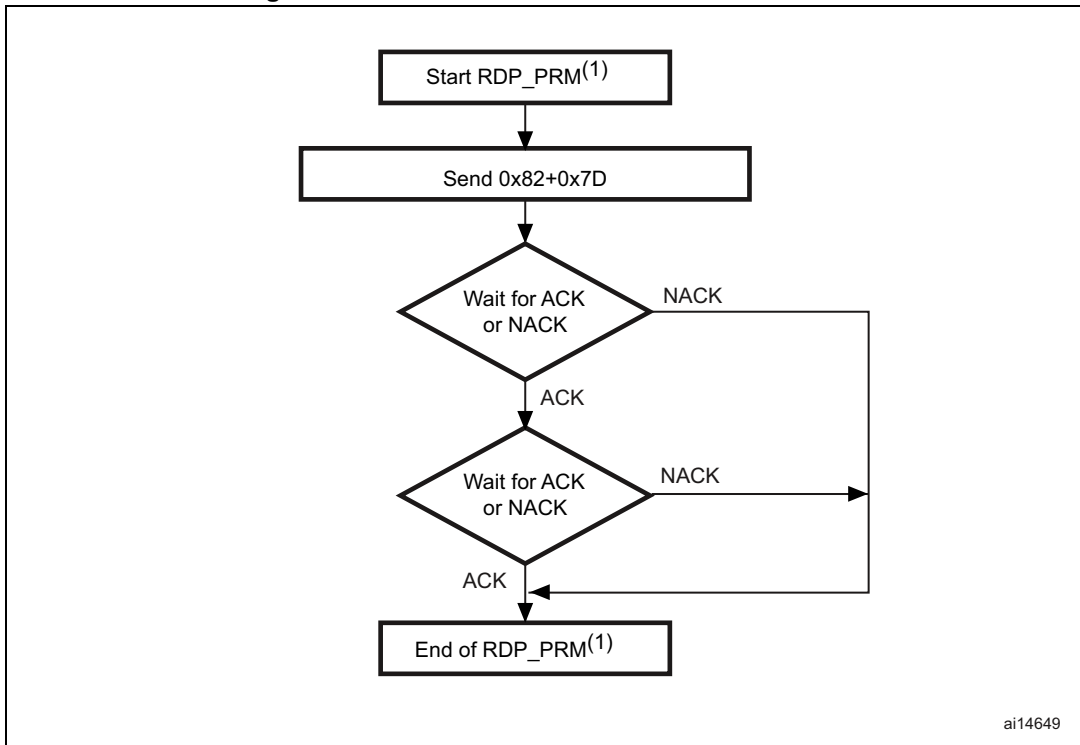 Start RDP_PRM(1)
Send 0x82+0x7D
Wait for ACK
or NACK
NACK
ACK
Wait for ACK
or NACK
NACK
ACK
End of RDP_PRM(1)
ai14649